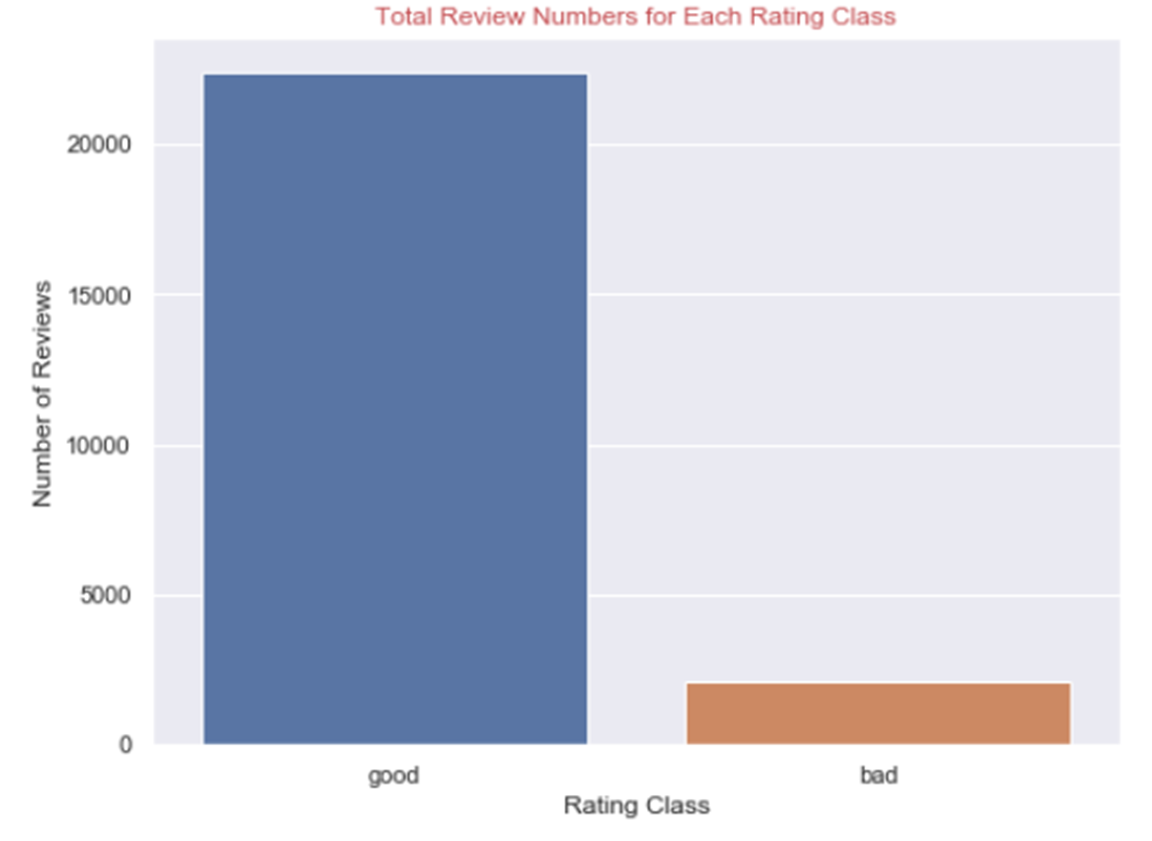 Total Review Numbers for Each Rating Class
20000
15000
10000
5000
0
Number of Reviews
good
bad
Rating Class